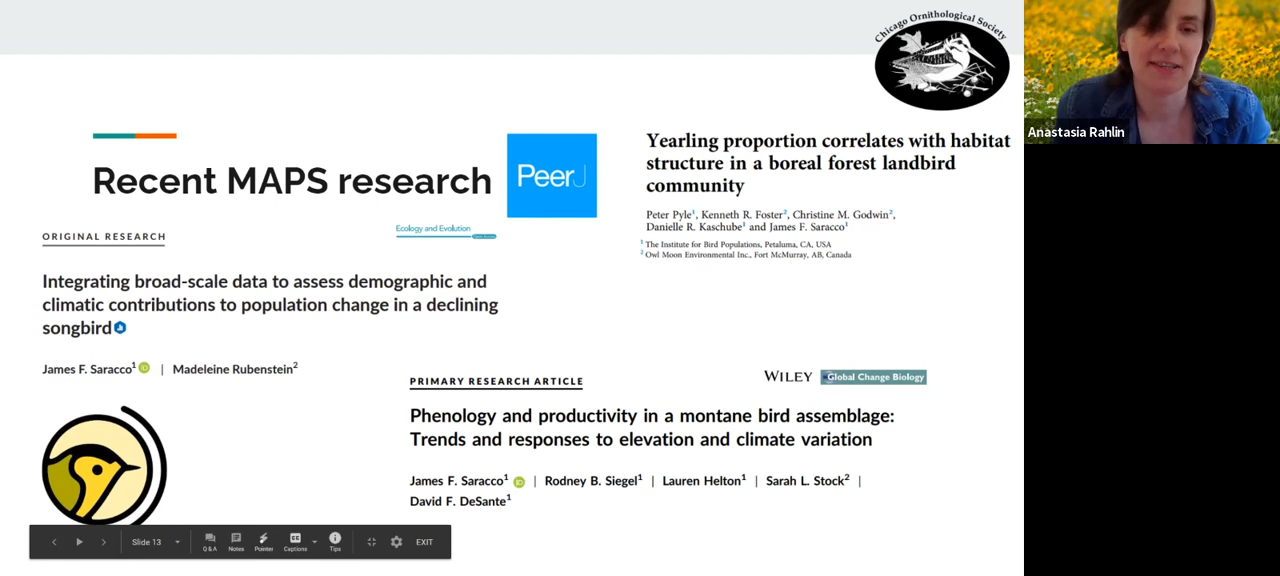 Chicago Ornithological Society
Anastasia Rahlin
Recent MAPS research
PeerJ
Yearling proportion correlates with habitat
structure in a boreal forest landbird
community
Peter Pyle1, Kenneth R. Foster2, Christine M. Godwin2,
Danielle R. Kaschube1 and James F. Saracco1
1 The Institute for Bird Populations, Petaluma, CA, USA
2 Owl Moon Environmental Inc., Fort McMurray, AB, Canada
ORIGINAL RESEARCH
Ecology and Evolution
Integrating broad-scale data to assess demographic and
climatic contributions to population change in a declining
songbird
James F. Saracco1 iD | Madeleine Rubenstein2
PRIMARY RESEARCH ARTICLE
WILEY Global Change Biology
Phenology and productivity in a montane bird assemblage:
Trends and responses to elevation and climate variation
James F. Saracco1 iD | Rodney B. Siegel1 | Lauren Helton1 | Sarah L. Stock2 |
David F. DeSante1
Slide 13
Q&A Notes Pointer Captions Tips EXIT